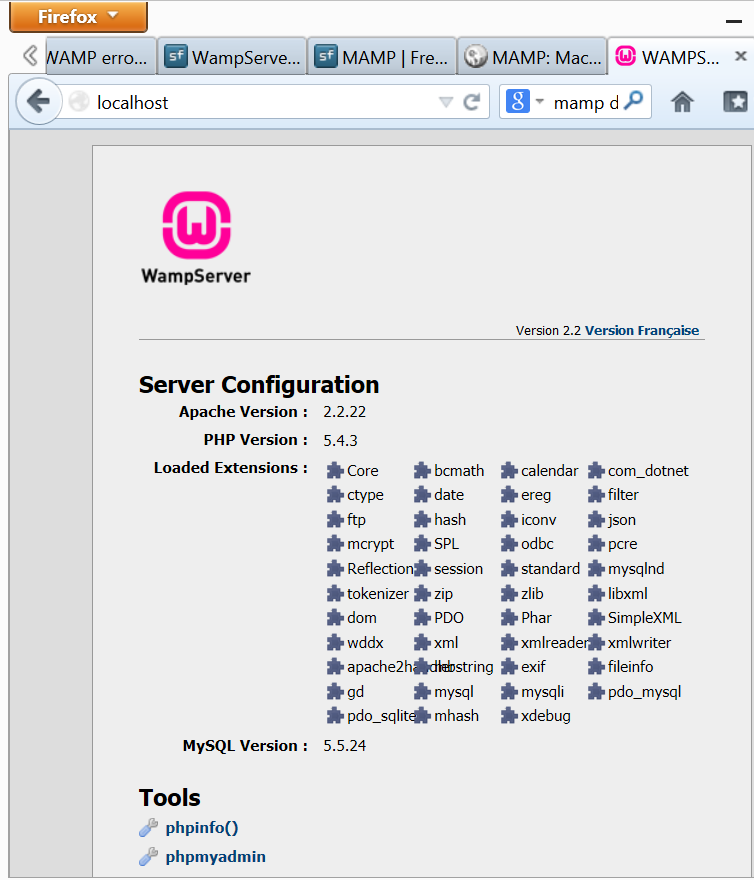 Firefox
WAMP erro... WampServe... MAMP | Fre... MAMP: Mac... WAMPS...
localhost mamp d
WampServer
Version 2.2 Version Française
Server Configuration
Apache Version : 2.2.22
PHP Version : 5.4.3
Loaded Extensions : Core bcmath calendar com_dotnet
ctype date ereg filter
ftp hash iconv json
mcrypt SPL odbc pcre
Reflection session standard mysqlnd
tokenizer zip zlib libxml
dom PDO Phar SimpleXML
wddx xml xmlreader xmlwriter
apache2handler mbstring exif fileinfo
gd mysql mysqli pdo_mysql
pdo_sqlite mhash xdebug
MySQL Version : 5.5.24
Tools
phpinfo()
phpmyadmin